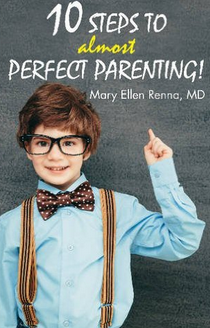 10 STEPS TO
almost
PERFECT PARENTING!
Mary Ellen Renna, MD